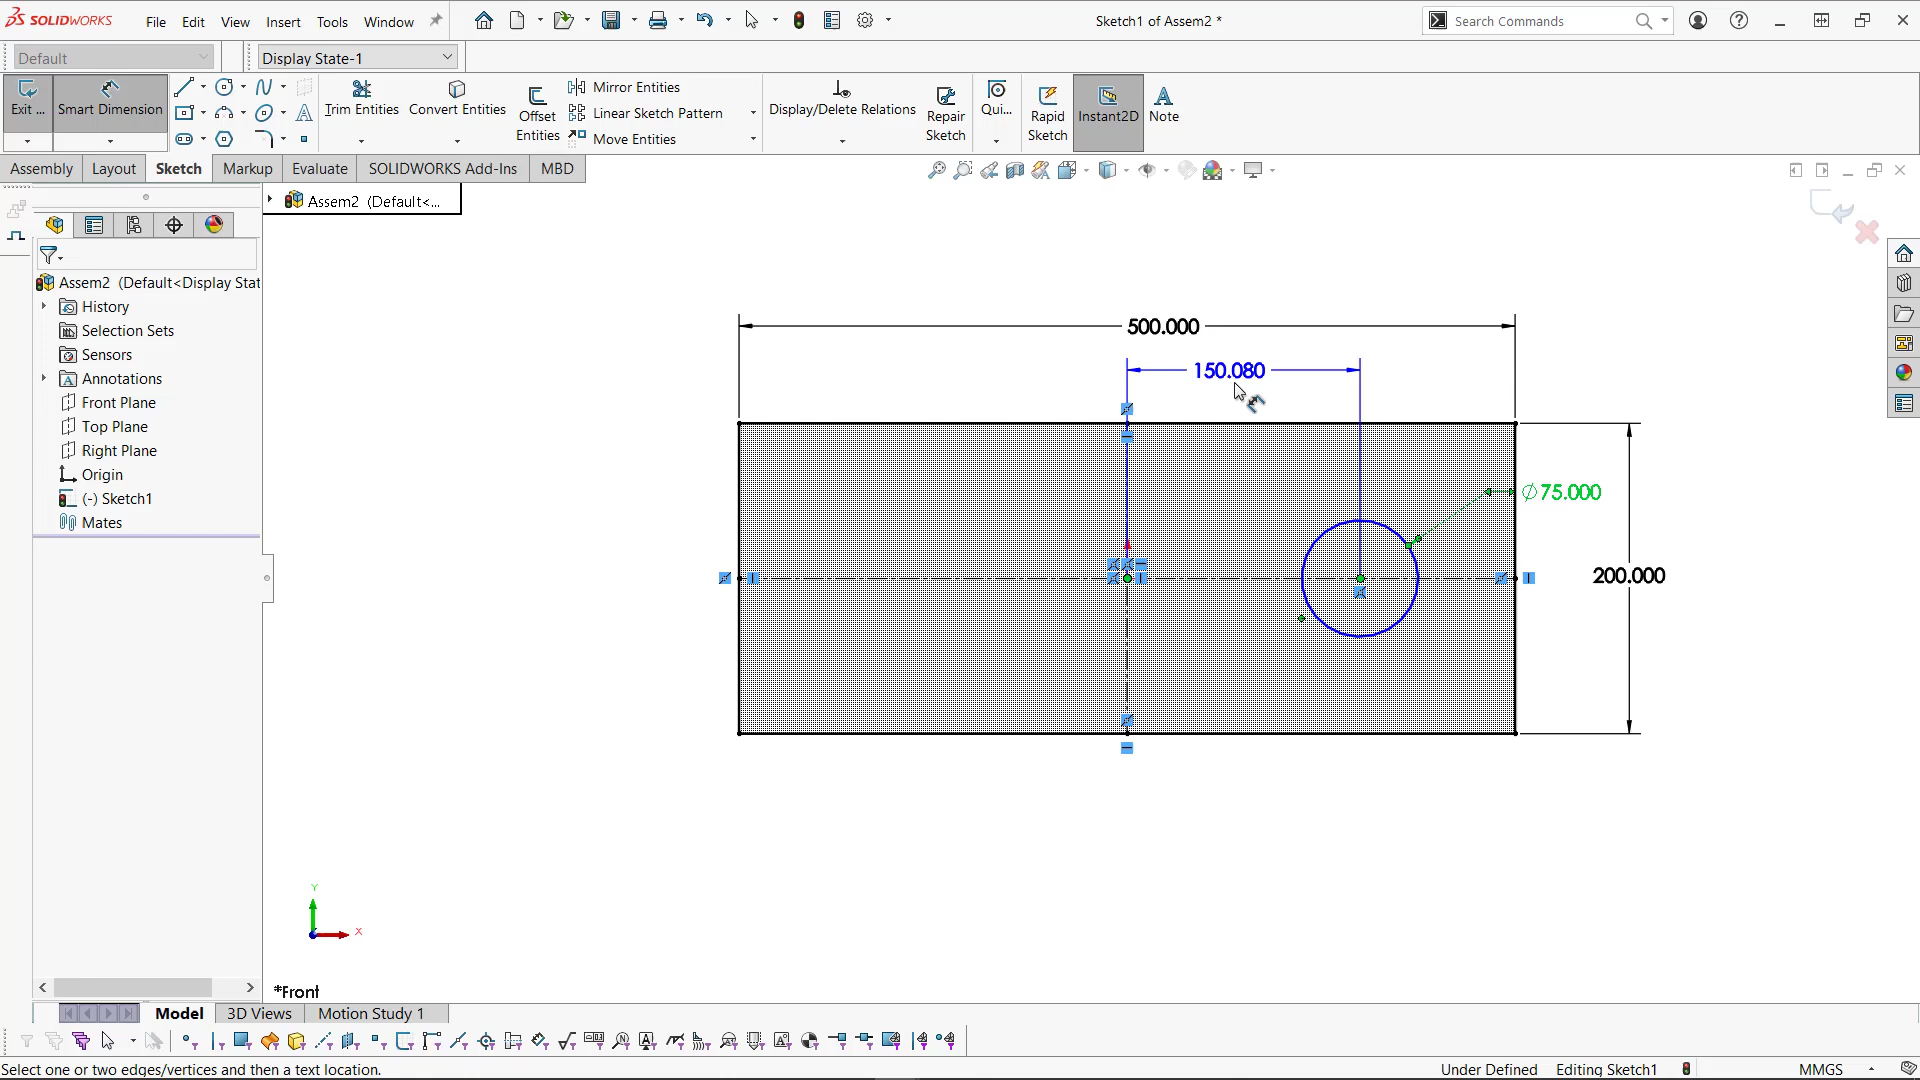 SOLIDWORKS File Edit View Insert Tools Window
Sketch1 of Assem2 *
Search Commands
Default
Display State-1
Exit ...
Smart Dimension
Trim Entities
Convert Entities
Offset Entities
Mirror Entities
Linear Sketch Pattern
Move Entities
Display/Delete Relations
Repair Sketch
Qui...
Rapid Sketch
Instant2D
Note
Assembly Layout Sketch Markup Evaluate SOLIDWORKS Add-Ins MBD
Assem2 (Default<...
Assem2 (Default<Display Stat
History
Selection Sets
Sensors
Annotations
Front Plane
Top Plane
Right Plane
Origin
(-) Sketch1
Mates
500.000
150.080
∅75.000
200.000
Y
X
*Front
Model 3D Views Motion Study 1
Select one or two edges/vertices and then a text location.
Under Defined Editing Sketch1 MMGS